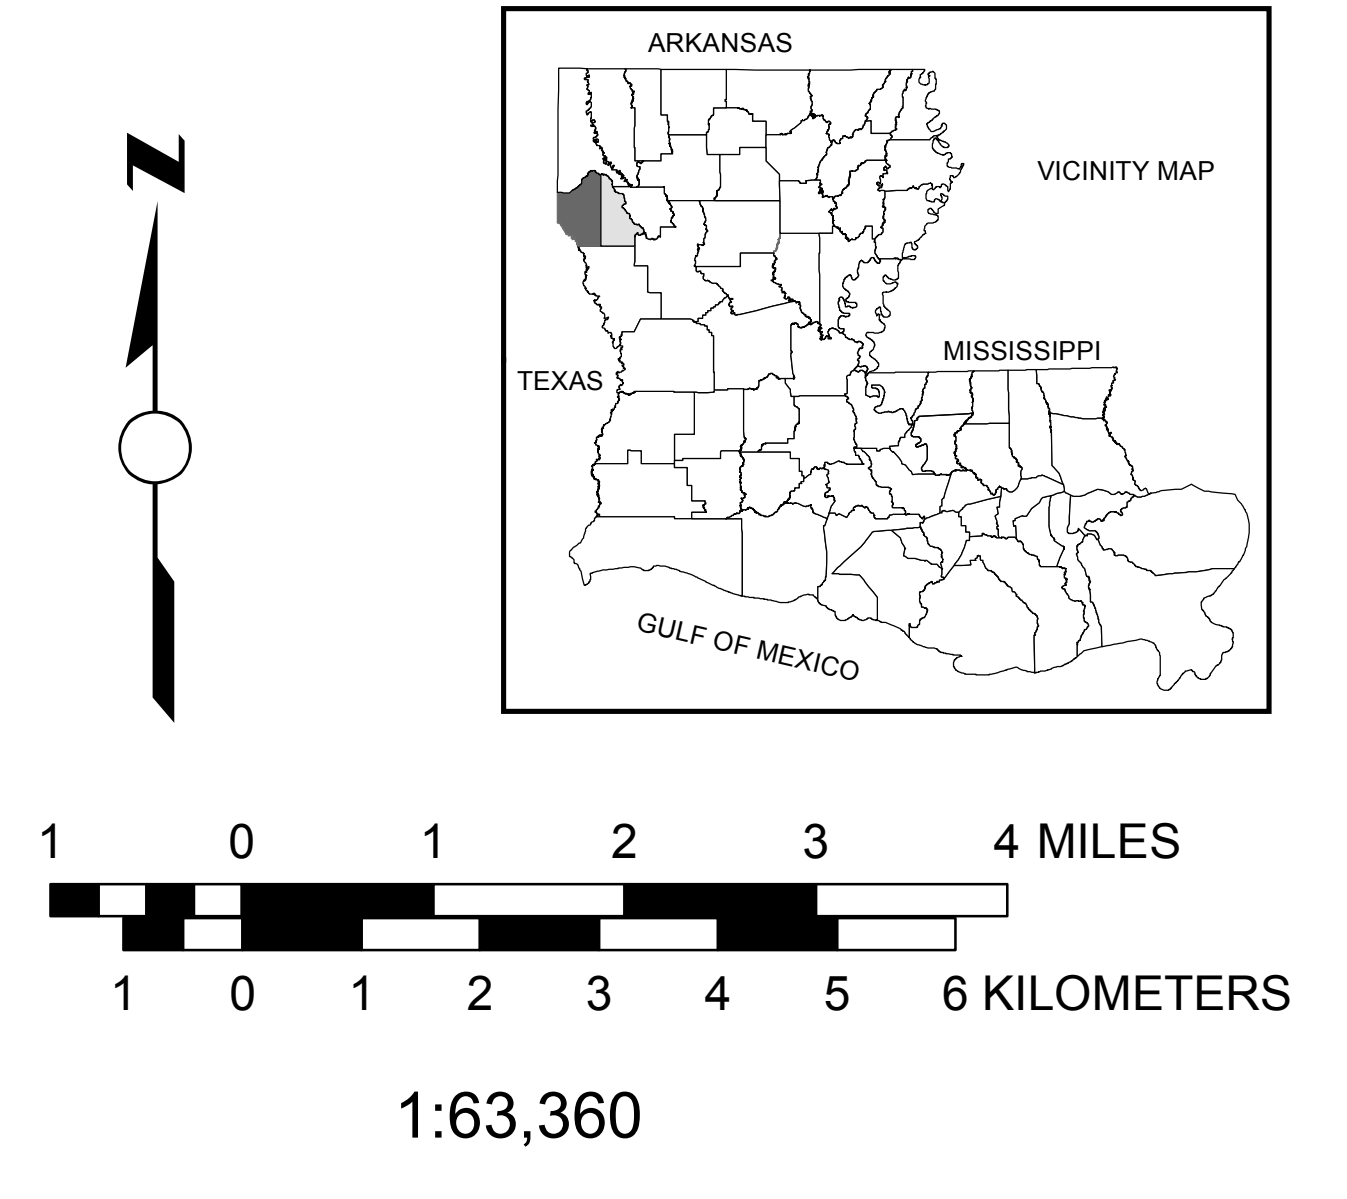 ARKANSAS
N
VICINITY MAP
MISSISSIPPI
TEXAS
GULF OF MEXICO
1 0 1 2 3 4 MILES
1 0 1 2 3 4 5 6 KILOMETERS
1:63,360